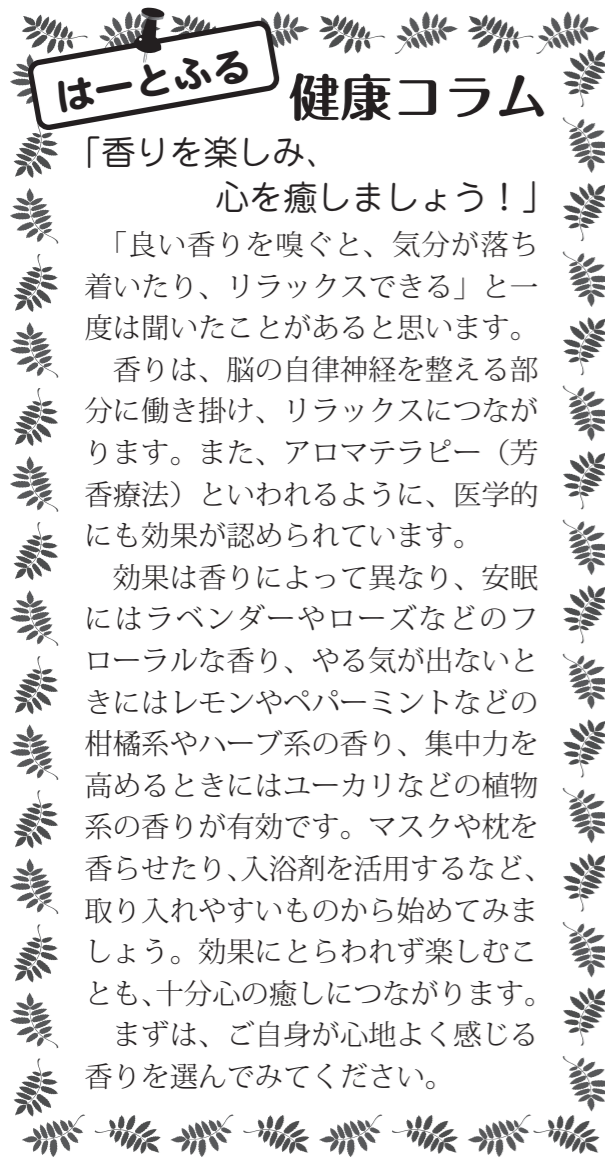 はーとふる
健康コラム
「香りを楽しみ、
心を癒しましょう！」
「良い香りを嗅ぐと、気分が落ち
着いたり、リラックスできる」と一
度は聞いたことがあると思います。
香りは、脳の自律神経を整える部
分に働き掛け、リラックスにつなが
ります。また、アロマテラピー（芳
香療法）といわれるように、医学的
にも効果が認められています。
効果は香りによって異なり、安眠
にはラベンダーやローズなどのフ
ローラルな香り、やる気が出ないと
きにはレモンやペパーミントなどの
柑橘系やハーブ系の香り、集中力を
高めるときにはユーカリなどの植物
系の香りが有効です。マスクや枕を
香らせたり、入浴剤を活用するなど、
取り入れやすいものから始めてみま
しょう。効果にとらわれず楽しむこ
とも、十分心の癒しにつながります。
まずは、ご自身が心地よく感じる
香りを選んでみてください。